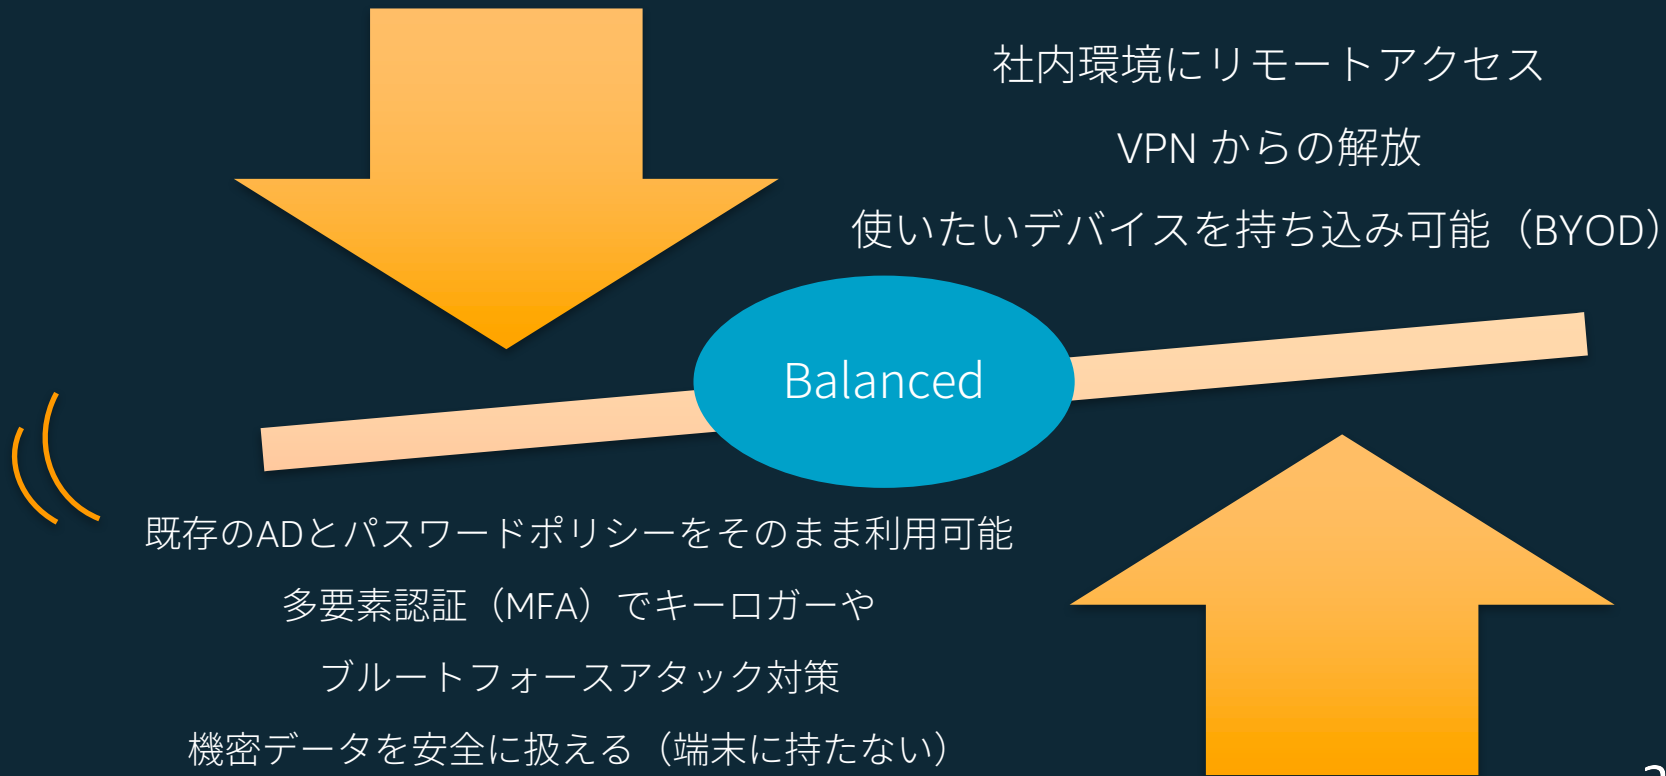 社内環境にリモートアクセス
VPN からの解放
使いたいデバイスを持ち込み可能（BYOD）
Balanced
既存のADとパスワードポリシーをそのまま利用可能
多要素認証（MFA）でキーロガーや
ブルートフォースアタック対策
機密データを安全に扱える（端末に持たない）